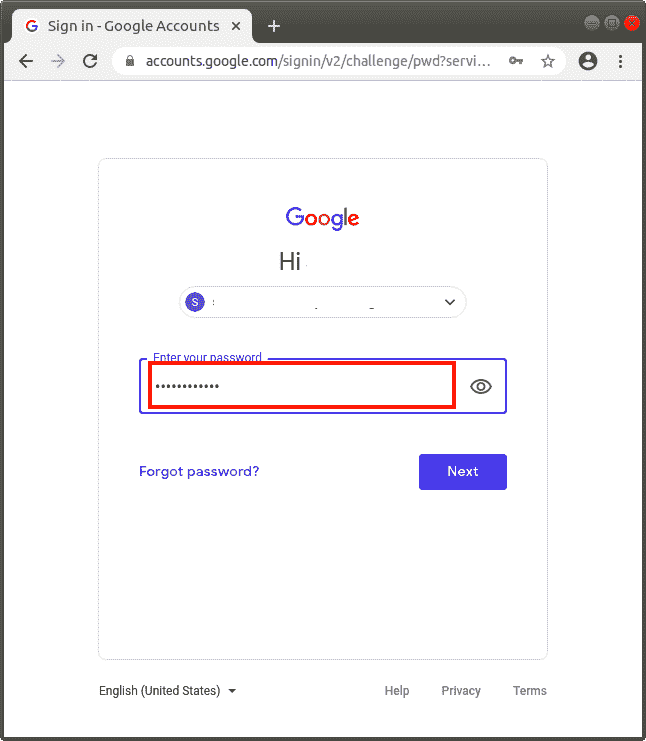 Sign in - Google Accounts
accounts.google.com/signin/v2/challenge/pwd?servi...
Google
Hi
S
Enter your password
••••••••••••
Forgot password?
Next
English (United States)
Help Privacy Terms